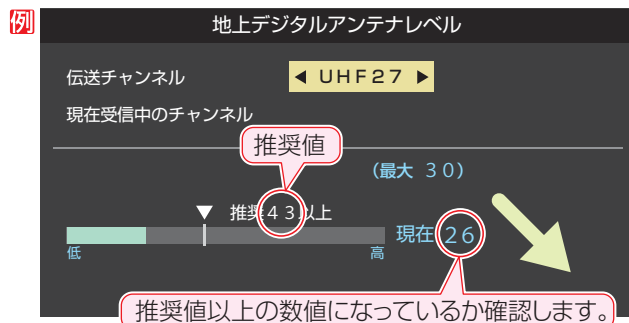 例
地上デジタルアンテナレベル
伝送チャンネル
◀ UHF27 ▶
現在受信中のチャンネル
推奨値
(最大 30)
▼ 推奨43以上
現在 26
低 高
推奨値以上の数値になっているか確認します。